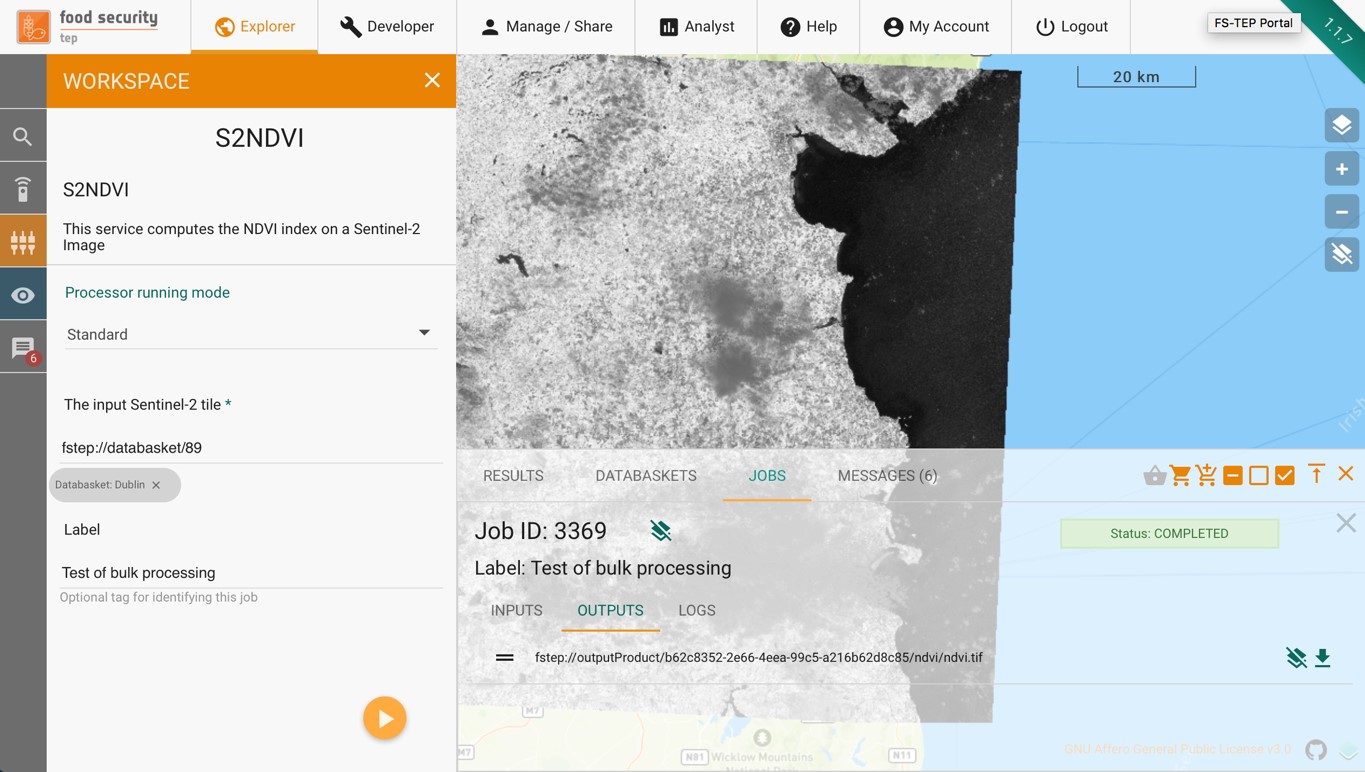 food security
tep
Explorer
Developer
Manage / Share
Analyst
Help
My Account
Logout
FS-TEP Portal
1.1.7
WORKSPACE
20 km
S2NDVI
S2NDVI
This service computes the NDVI index on a Sentinel-2
Image
Processor running mode
Standard
6
The input Sentinel-2 tile *
fstep://databasket/89
Databasket: Dublin
Label
Test of bulk processing
Optional tag for identifying this job
Irish
RESULTS
DATABASKETS
JOBS
MESSAGES (6)
Job ID: 3369
Status: COMPLETED
Label: Test of bulk processing
INPUTS
OUTPUTS
LOGS
fstep://outputProduct/b62c8352-2e66-4eea-99c5-a216b62d8c85/ndvi/ndvi.tif
M7
M7
N81
Wicklow Mountains
National Park
N11
GNU Affero General Public License v3.0